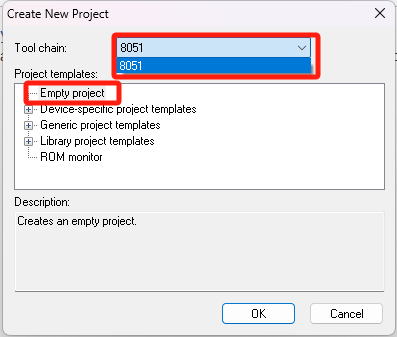 Create New Project
Tool chain:
8051
8051
Project templates:
Empty project
Device-specific project templates
Generic project templates
Library project templates
ROM monitor
Description:
Creates an empty project.
OK
Cancel